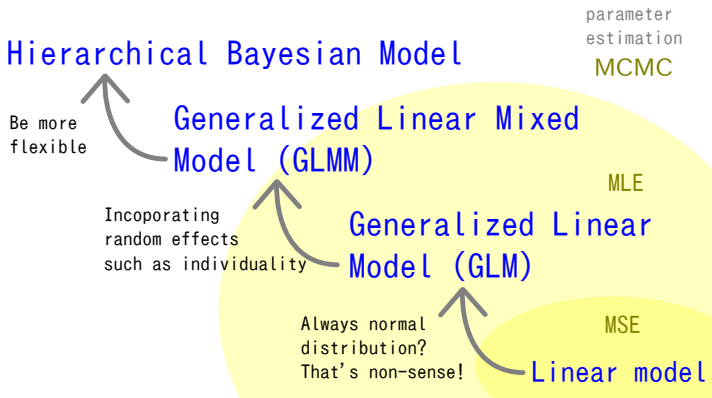 parameter
estimation
MCMC
Hierarchical Bayesian Model
Be more
flexible
Generalized Linear Mixed
Model (GLMM)
MLE
Incoporating
random effects
such as individuality
Generalized Linear
Model (GLM)
Always normal
distribution?
That's non-sense!
MSE
Linear model